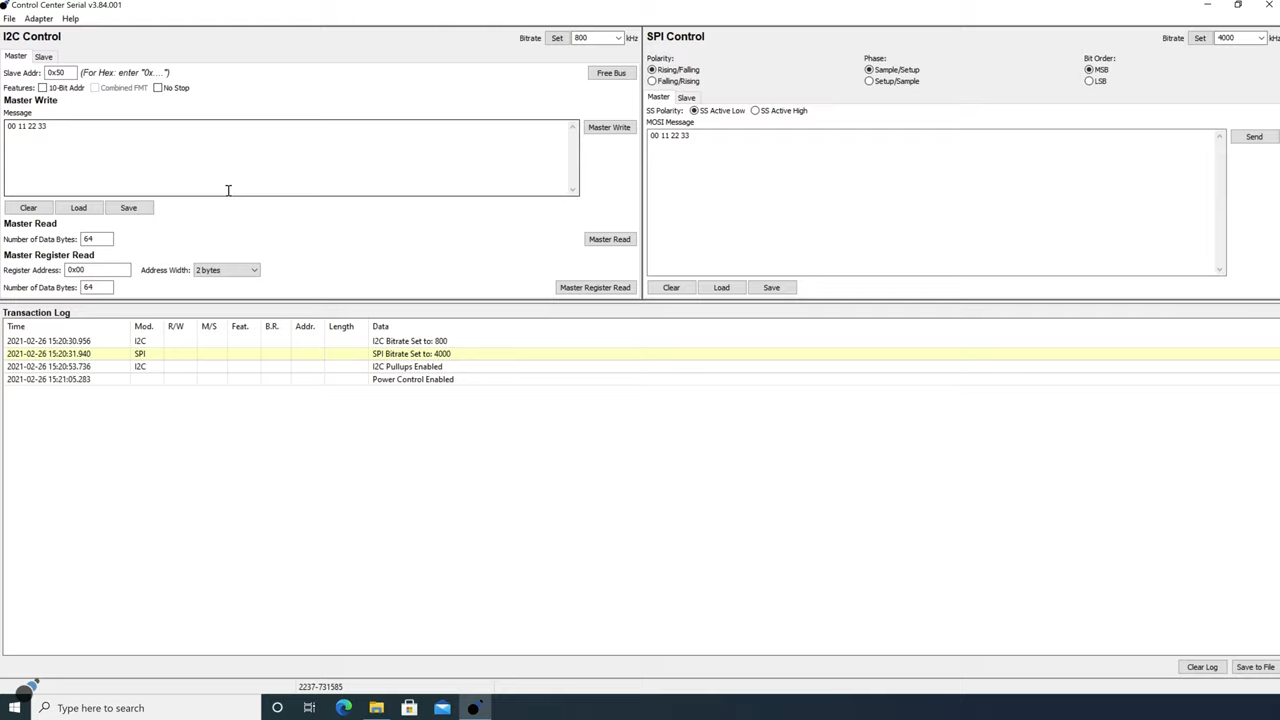 Control Center Serial v3.84.001
File Adapter Help
I2C Control
Bitrate Set 800 kHz
Master Slave
Slave Addr: 0x50 (For Hex: enter "0x....")
Free Bus
Features: 10-Bit Addr Combined FMT No Stop
Master Write
Message
00 11 22 33
Master Write
Clear Load Save
Master Read
Number of Data Bytes: 64
Master Read
Master Register Read
Register Address: 0x00 Address Width: 2 bytes
Number of Data Bytes: 64
Master Register Read
SPI Control
Bitrate Set 4000 kHz
Polarity: Phase: Bit Order:
Rising/Falling Sample/Setup MSB
Falling/Rising Setup/Sample LSB
Master Slave
SS Polarity: SS Active Low SS Active High
MOSI Message
00 11 22 33
Send
Clear Load Save
Transaction Log
Time Mod. R/W M/S Feat. B.R. Addr. Length Data
2021-02-26 15:20:30.956 I2C I2C Bitrate Set to: 800
2021-02-26 15:20:31.940 SPI SPI Bitrate Set to: 4000
2021-02-26 15:20:53.736 I2C I2C Pullups Enabled
2021-02-26 15:21:05.283 Power Control Enabled
Clear Log Save to File
2237-731585
Type here to search